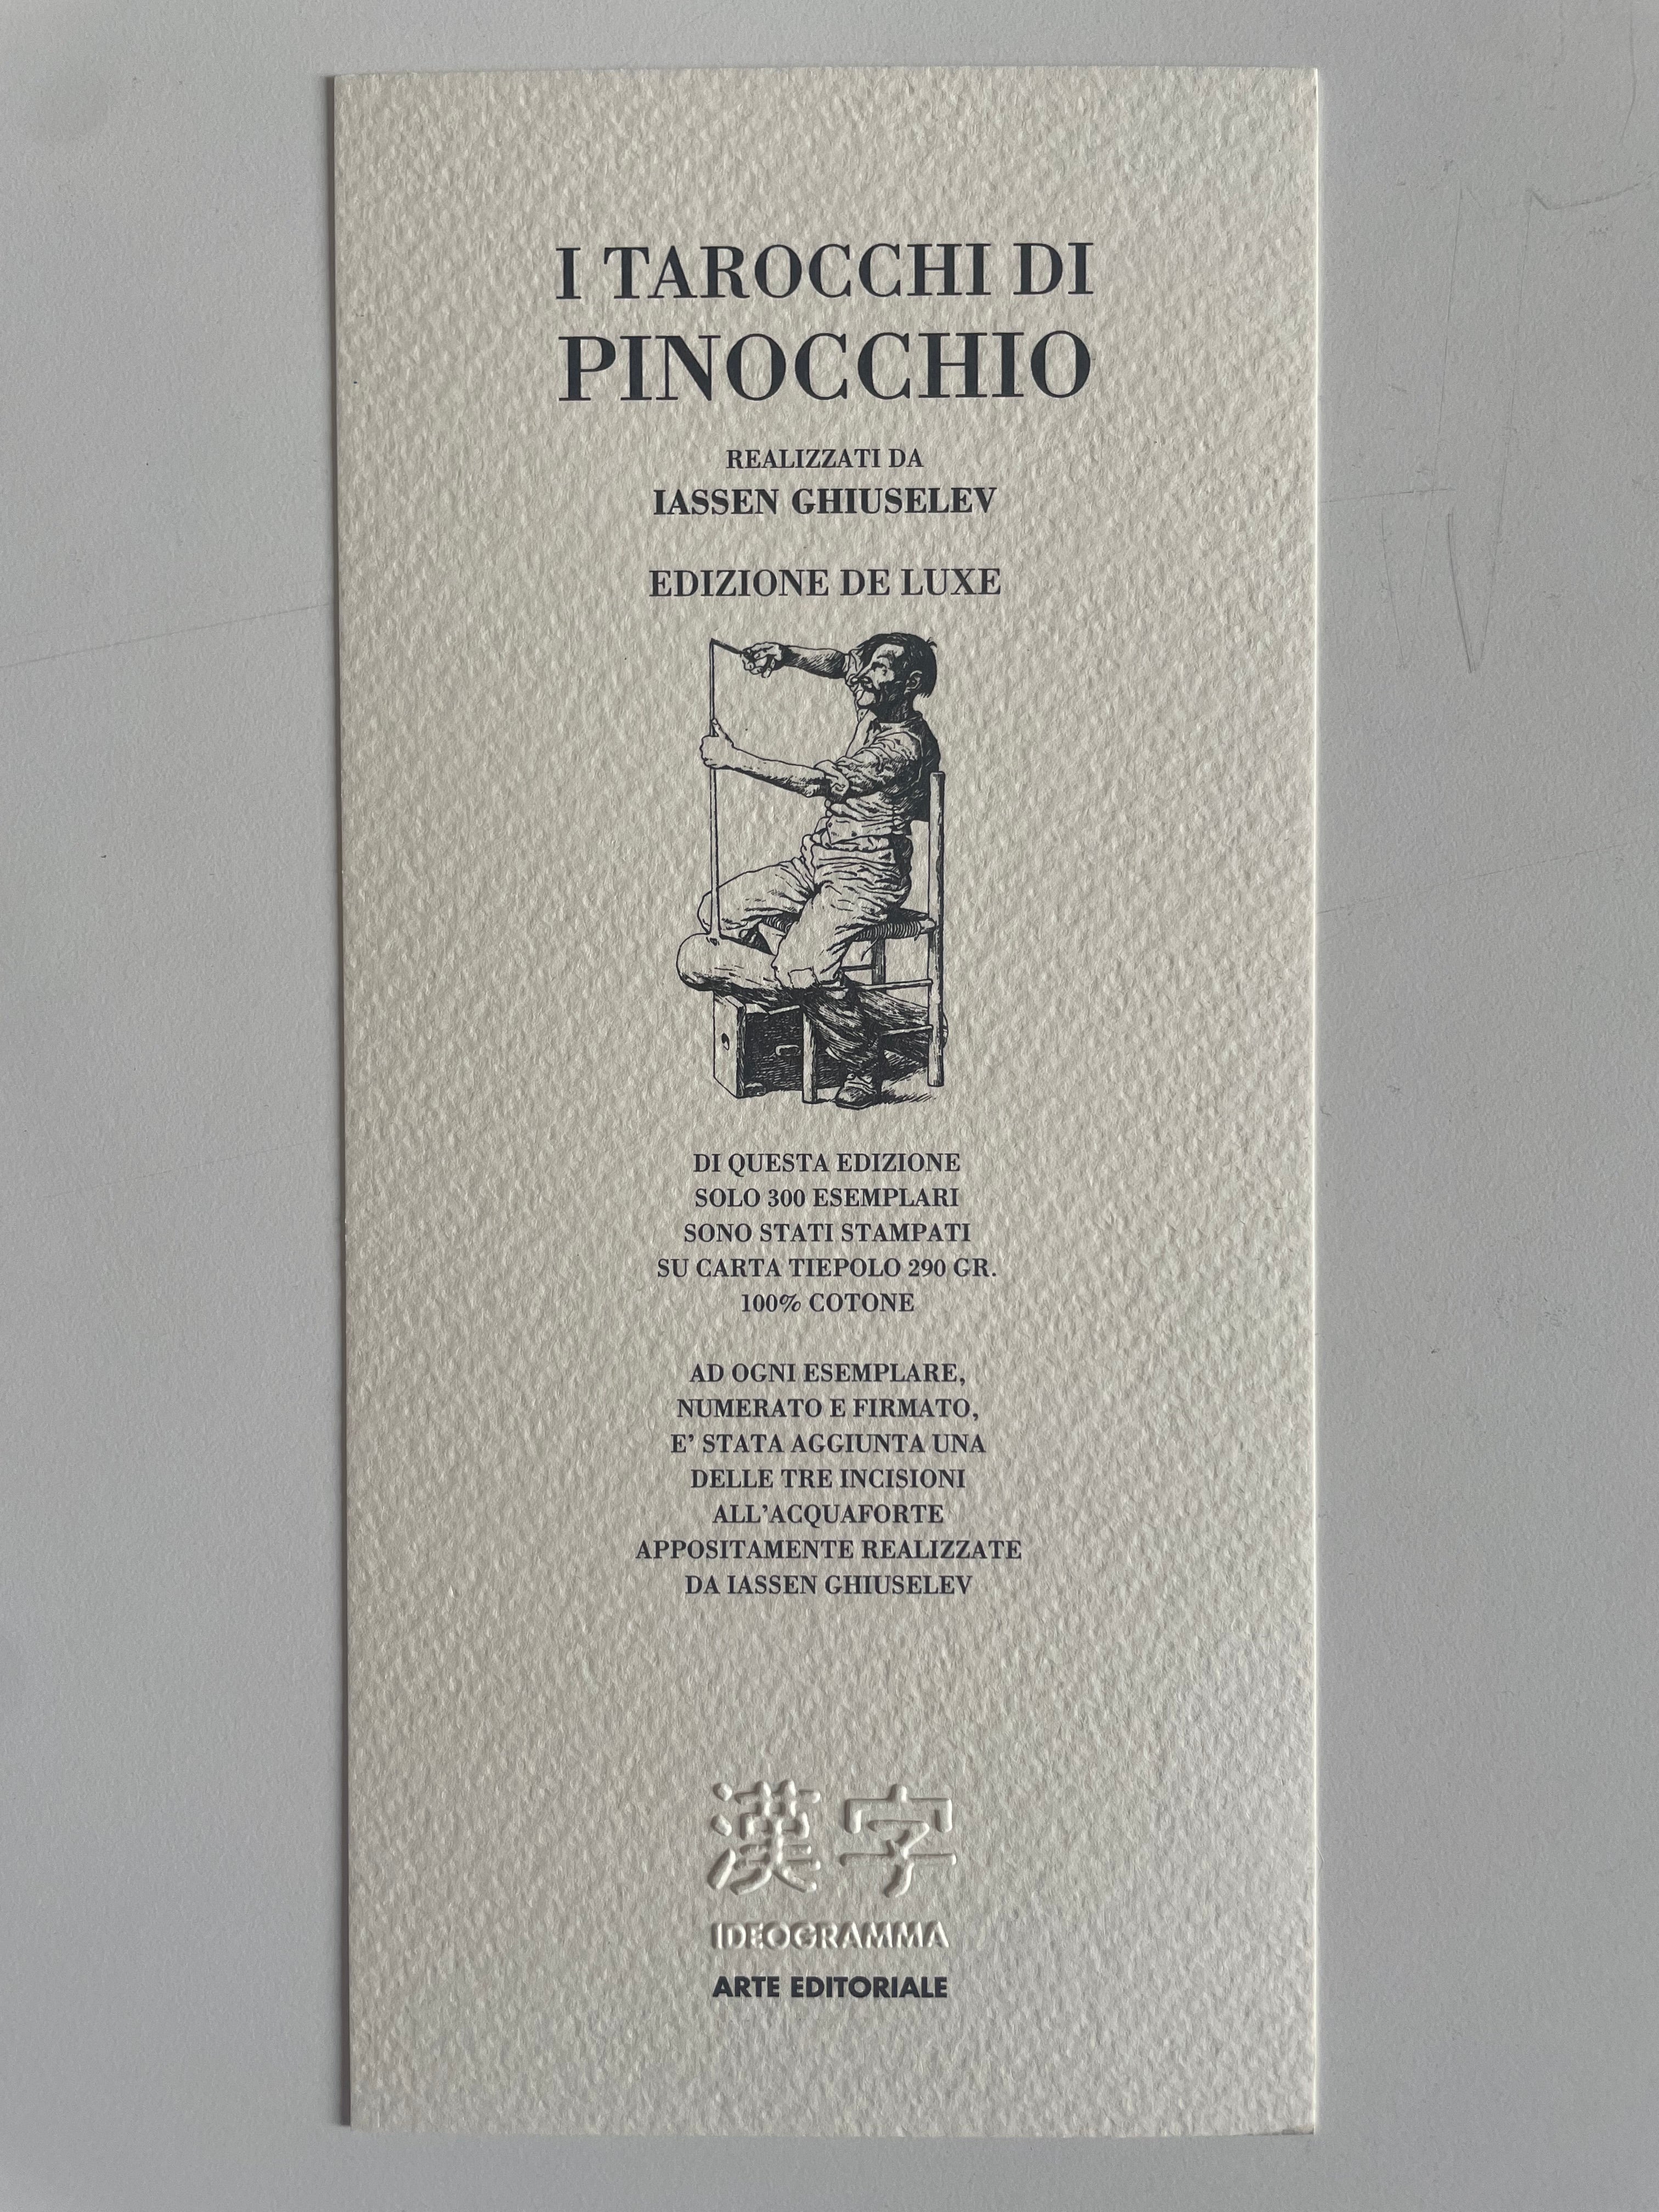 I TAROCCHI DI
PINOCCHIO
REALIZZATI DA
IASSEN GHIUSELEV
EDIZIONE DE LUXE
DI QUESTA EDIZIONE
SOLO 300 ESEMPLARI
SONO STATI STAMPATI
SU CARTA TIEPOLO 290 GR.
100% COTONE
AD OGNI ESEMPLARE,
NUMERATO E FIRMATO,
E’ STATA AGGIUNTA UNA
DELLE TRE INCISIONI
ALL’ACQUAFORTE
APPOSITAMENTE REALIZZATE
DA IASSEN GHIUSELEV
漢字
IDEOGRAMMA
ARTE EDITORIALE